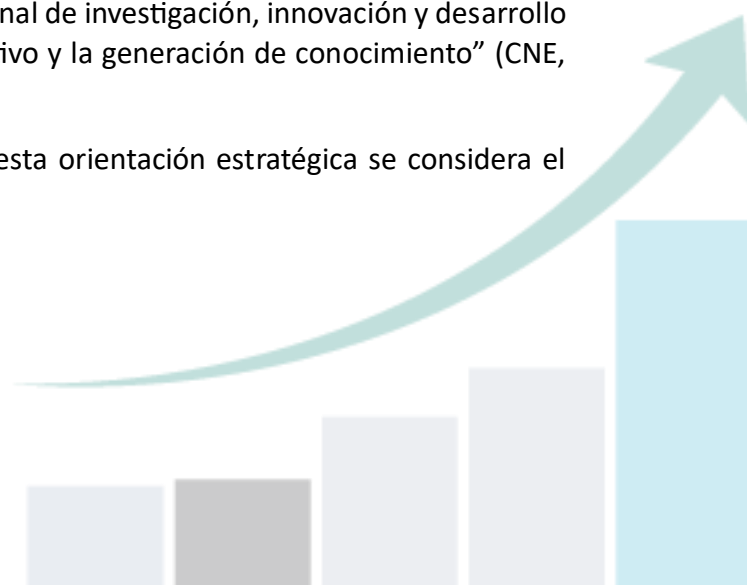 nal de investigación, innovación y desarrollo
ivo y la generación de conocimiento” (CNE,
esta orientación estratégica se considera el